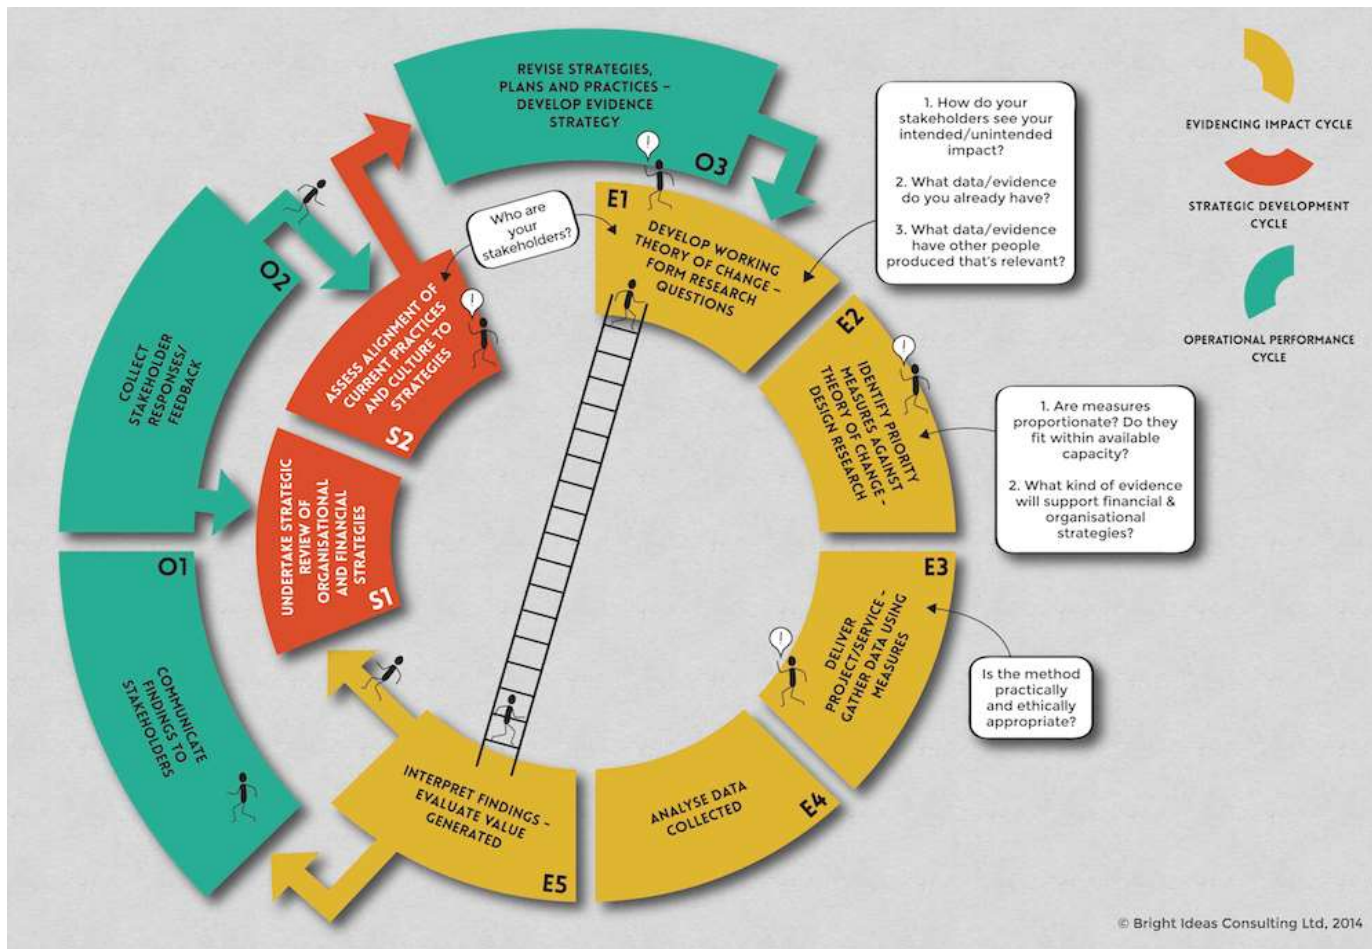 REVISE STRATEGIES,
PLANS AND PRACTICES –
DEVELOP EVIDENCE
STRATEGY
O3
!
E1
DEVELOP WORKING
THEORY OF CHANGE –
FORM RESEARCH
QUESTIONS
Who are
your
stakeholders?
1. How do your
stakeholders see your
intended/unintended
impact?
2. What data/evidence
do you already have?
3. What data/evidence
have other people
produced that's relevant?
EVIDENCING IMPACT CYCLE
STRATEGIC DEVELOPMENT
CYCLE
OPERATIONAL PERFORMANCE
CYCLE
E2
!
IDENTIFY PRIORITY
MEASURES AGAINST
THEORY OF CHANGE –
DESIGN RESEARCH
1. Are measures
proportionate? Do they
fit within available
capacity?
2. What kind of evidence
will support financial &
organisational
strategies?
E3
!
DELIVER
PROJECT/SERVICE –
GATHER DATA USING
MEASURES
Is the method
practically
and ethically
appropriate?
ANALYSE DATA
COLLECTED
E4
INTERPRET FINDINGS –
EVALUATE VALUE
GENERATED
E5
UNDERTAKE STRATEGIC
REVIEW OF
ORGANISATIONAL
AND FINANCIAL
STRATEGIES
S1
!
ASSESS ALIGNMENT OF
CURRENT PRACTICES
AND CULTURE TO
STRATEGIES
S2
O1
COMMUNICATE
FINDINGS TO
STAKEHOLDERS
O2
COLLECT
STAKEHOLDER
RESPONSES/
FEEDBACK
© Bright Ideas Consulting Ltd, 2014